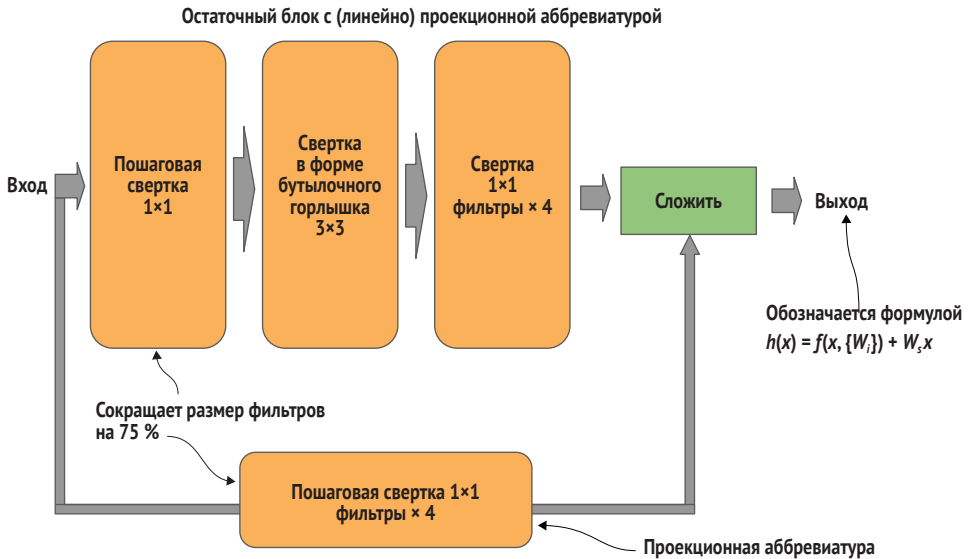 Остаточный блок с (линейно) проекционной аббревиатурой
Вход
Пошаговая
свертка
1×1
Свертка
в форме
бутылочного
горлышка
3×3
Свертка
1×1
фильтры × 4
Сложить
Выход
Обозначается формулой
h(x) = f(x, {Wᵢ}) + Wₛx
Сокращает размер фильтров
на 75 %
Пошаговая свертка 1×1
фильтры × 4
Проекционная аббревиатура